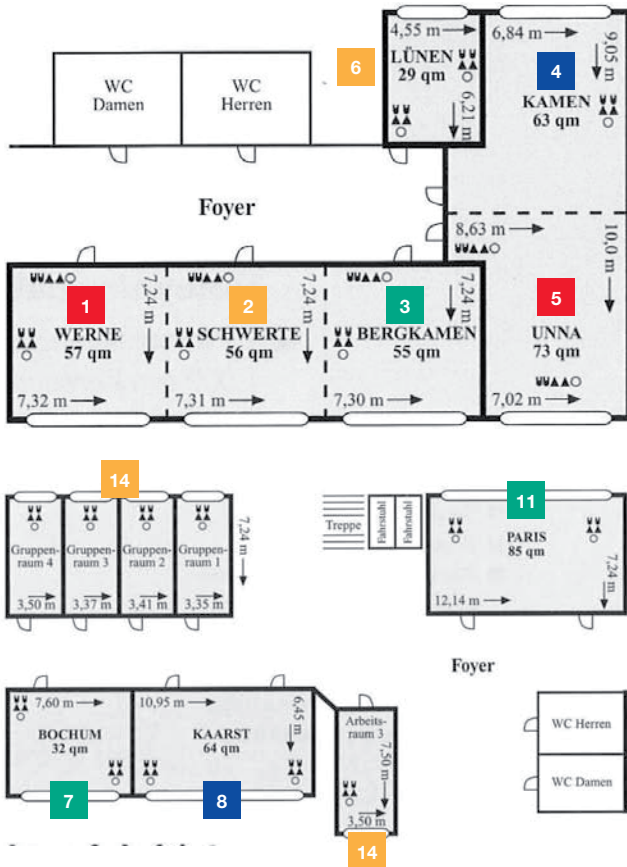 4,55 m
6,84 m
9,05 m
6
LÜNEN
29 qm
4
KAMEN
63 qm
6,21 m
WC
Damen
WC
Herren
Foyer
8,63 m
10,0 m
7,24 m
7,24 m
7,24 m
1
WERNE
57 qm
2
SCHWERTE
56 qm
3
BERGKAMEN
55 qm
5
UNNA
73 qm
7,32 m
7,31 m
7,30 m
7,02 m
14
Gruppen-
raum 4
Gruppen-
raum 3
Gruppen-
raum 2
Gruppen-
raum 1
7,24 m
3,50 m
3,37 m
3,41 m
3,35 m
Treppe
Fahrstuhl
Fahrstuhl
11
PARIS
85 qm
7,24 m
12,14 m
Foyer
7,60 m
10,95 m
6,45 m
BOCHUM
32 qm
KAARST
64 qm
7
8
Arbeits-
raum 3
7,50 m
3,50 m
14
WC Herren
WC Damen